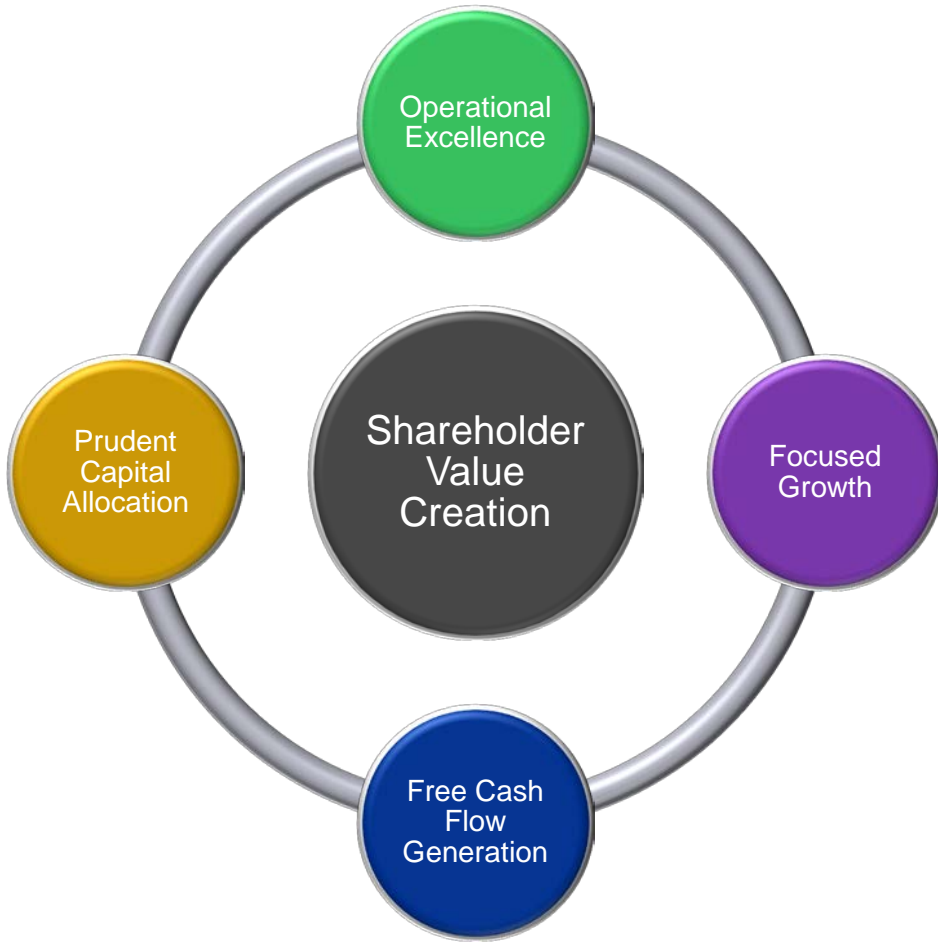 Operational
Excellence
Prudent
Capital
Allocation
Shareholder
Value
Creation
Focused
Growth
Free Cash
Flow
Generation